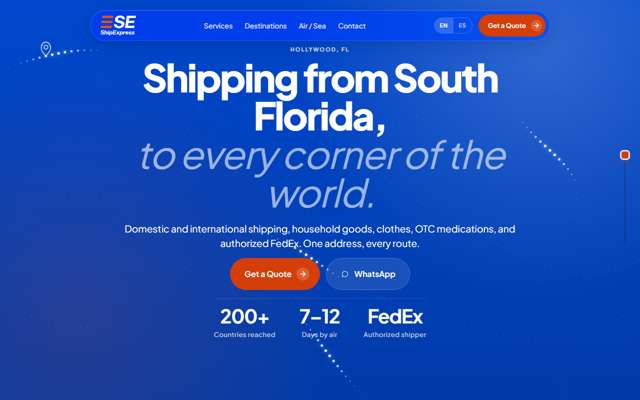 SE
ShipExpress
Services Destinations Air / Sea Contact EN ES Get a Quote
HOLLYWOOD, FL
Shipping from South
Florida,
to every corner of the
world.
Domestic and international shipping, household goods, clothes, OTC medications, and
authorized FedEx. One address, every route.
Get a Quote WhatsApp
200+ 7–12 FedEx
Countries reached Days by air Authorized shipper